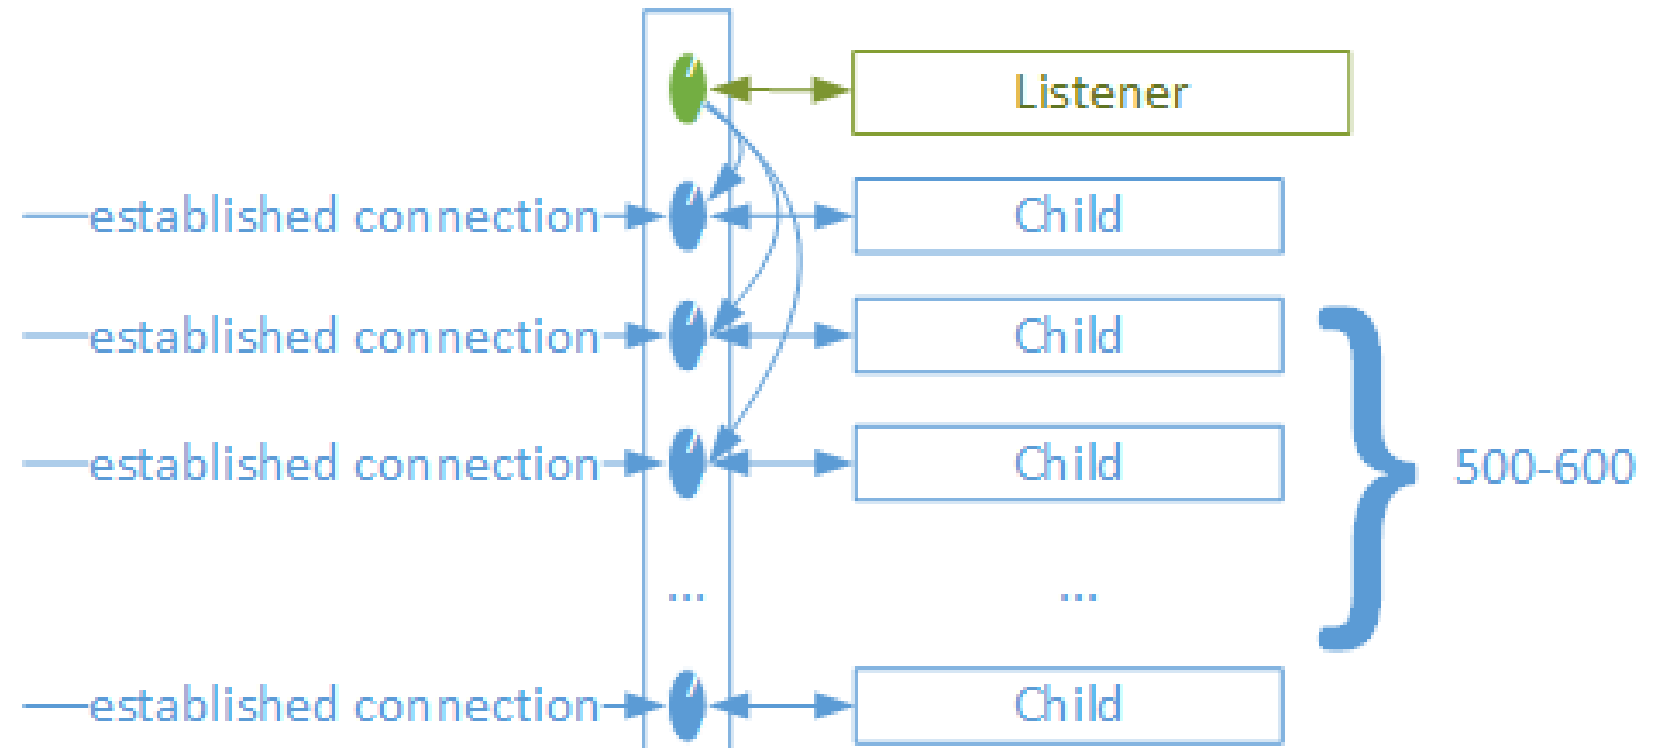 Listener
established connection Child
established connection Child
established connection Child
500-600
... ...
established connection Child